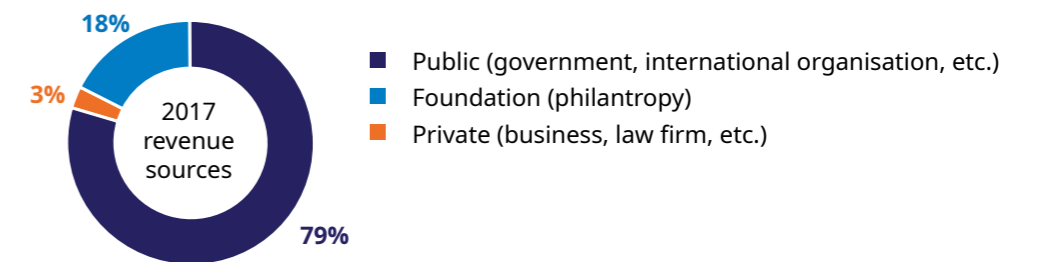 18%
3%
2017
revenue
sources
79%
Public (government, international organisation, etc.)
Foundation (philantropy)
Private (business, law firm, etc.)